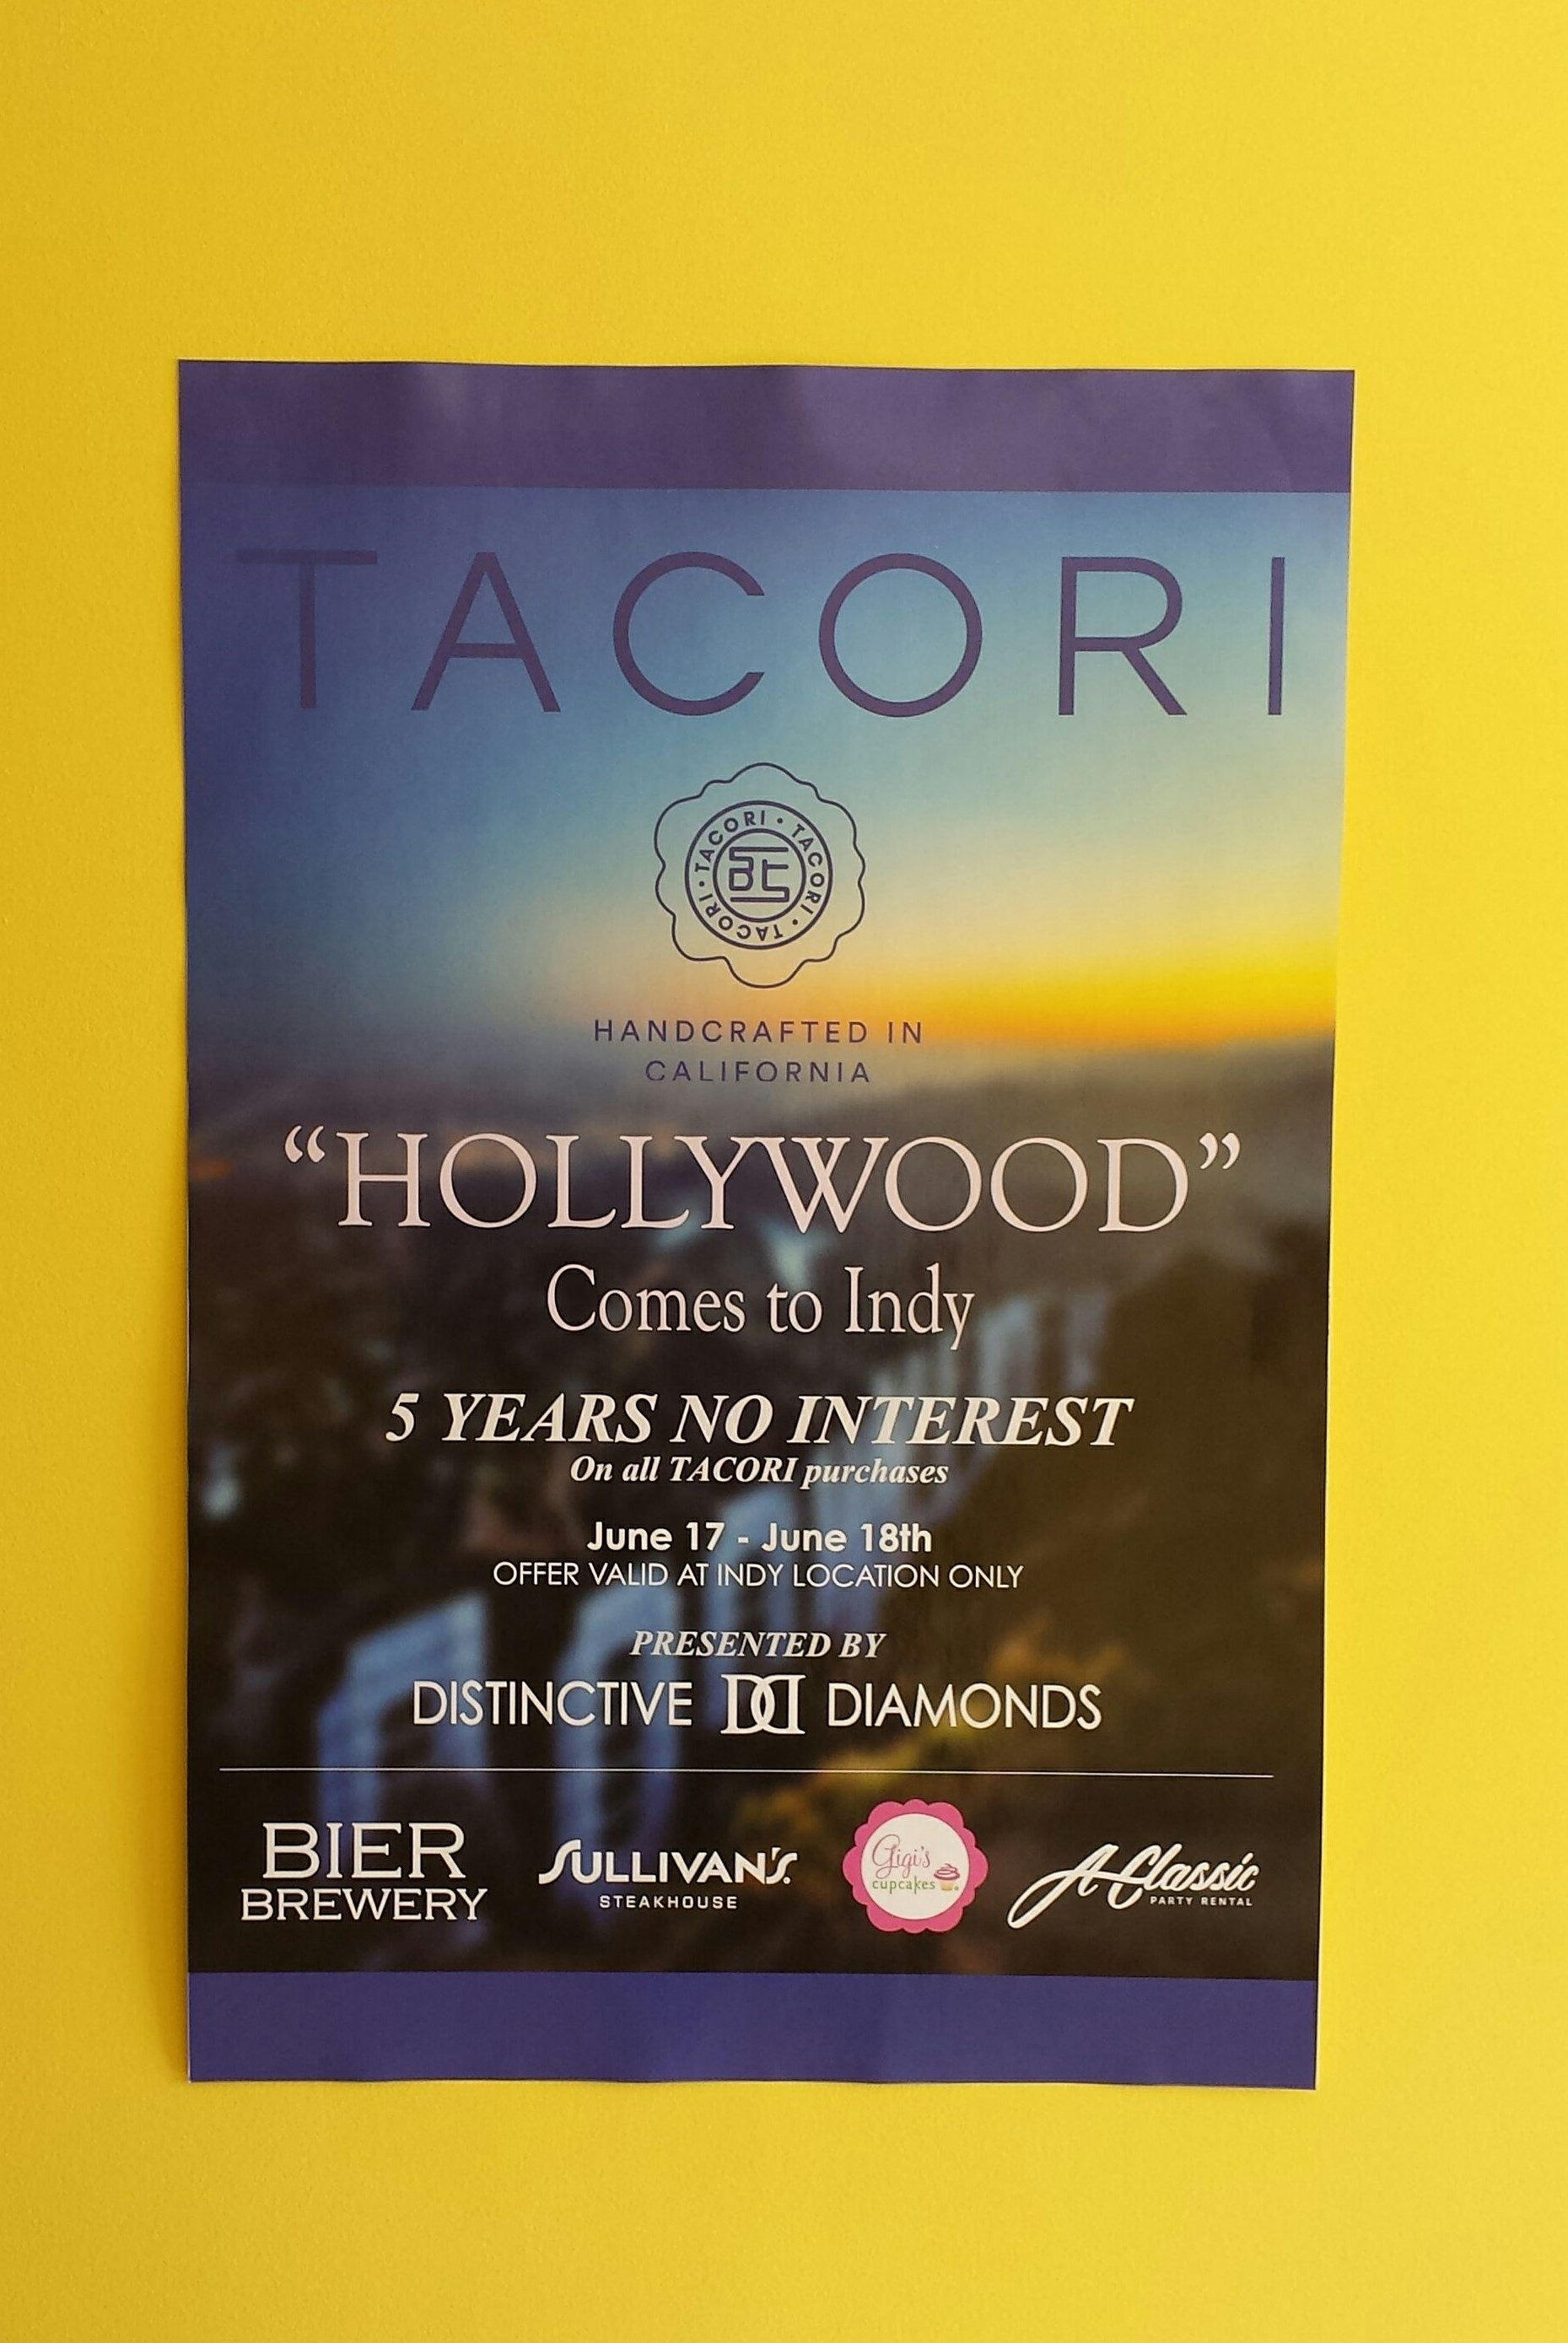 TACORI
TACORI • TACORI • TACORI • TACORI •
HANDCRAFTED IN
CALIFORNIA
“HOLLYWOOD”
Comes to Indy
5 YEARS NO INTEREST
On all TACORI purchases
June 17 - June 18th
OFFER VALID AT INDY LOCATION ONLY
PRESENTED BY
DISTINCTIVE DD DIAMONDS
BIER
BREWERY
SULLIVAN'S
STEAKHOUSE
Gigi's
cupcakes
A Classic
PARTY RENTAL